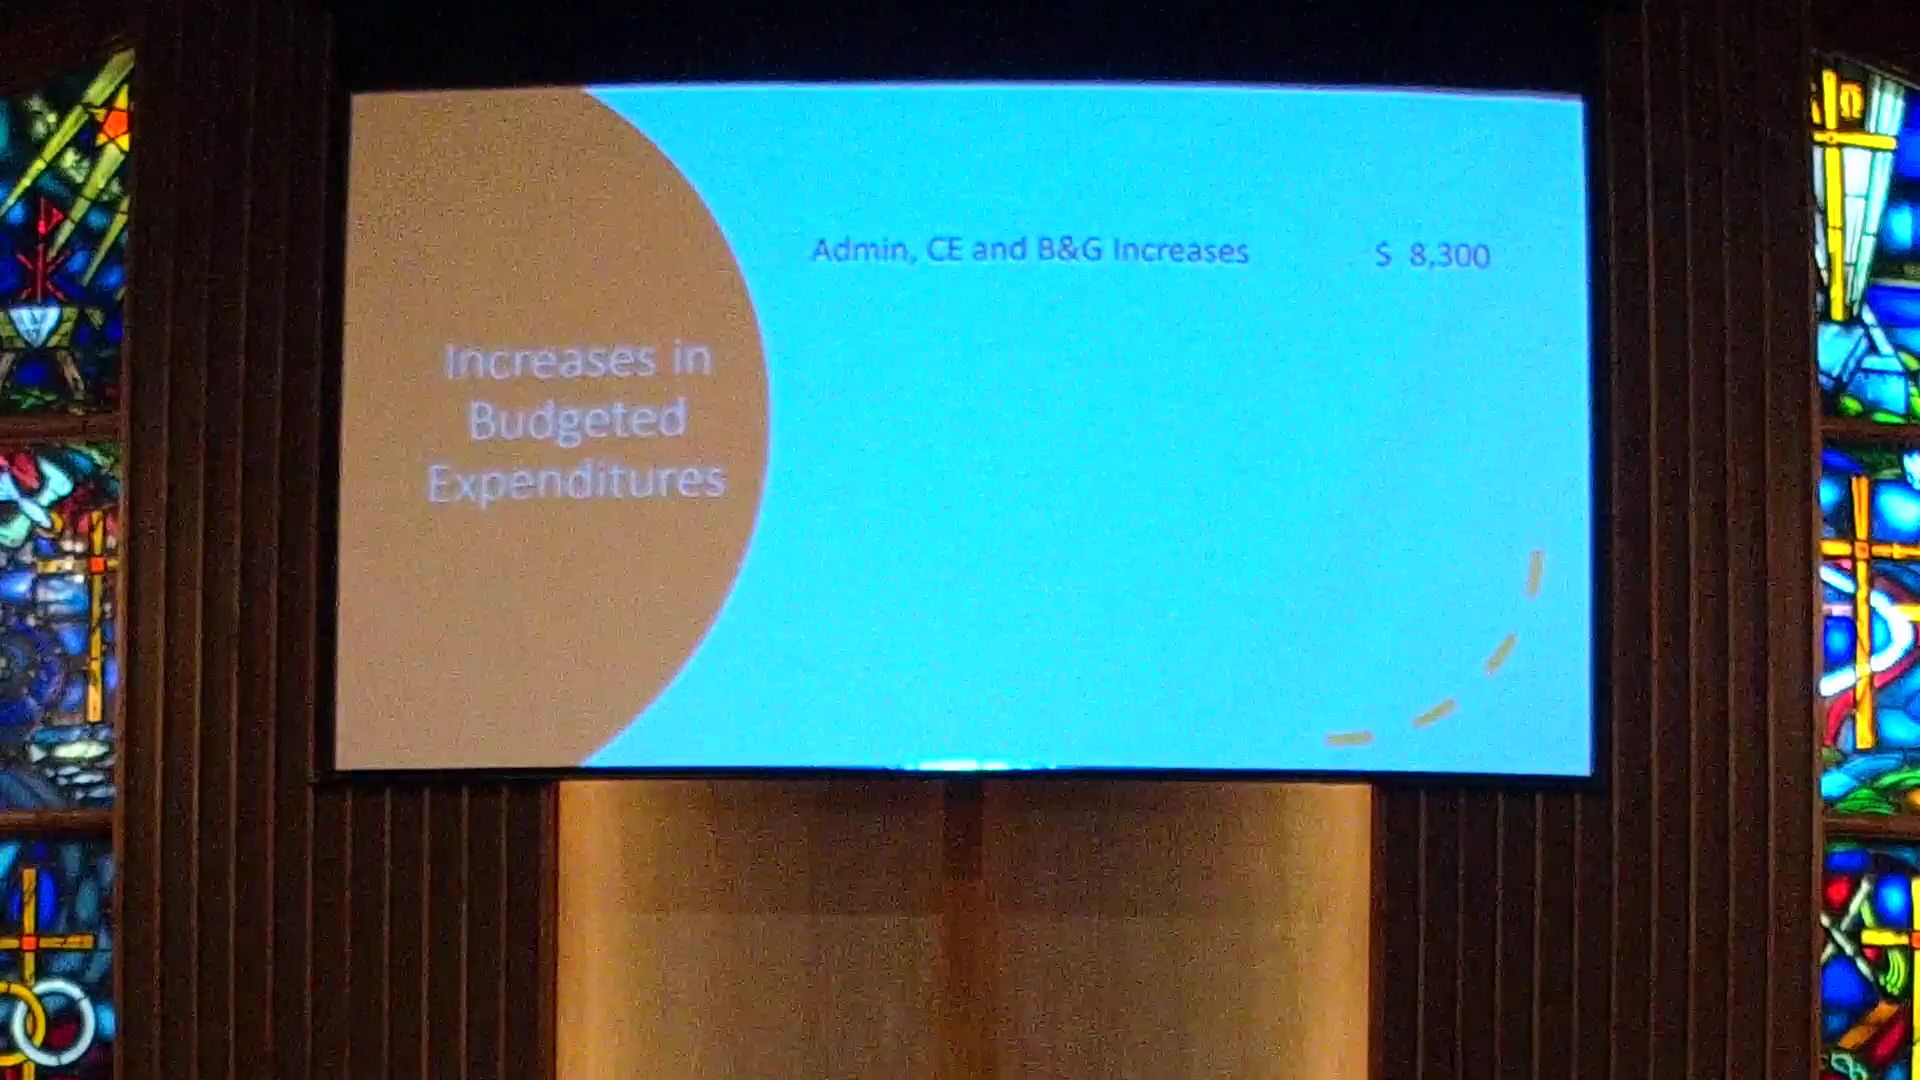 Increases in
Budgeted
Expenditures
Admin, CE and B&G Increases $ 8,300